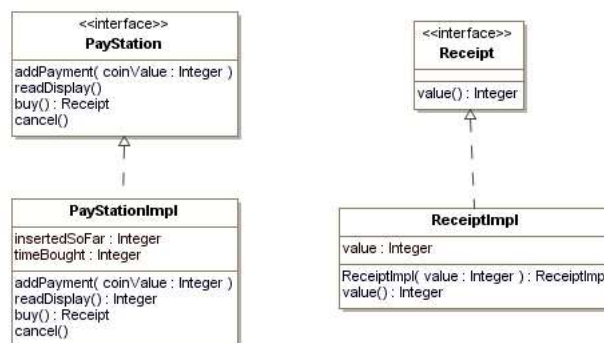 <<interface>>
PayStation
addPayment( coinValue : Integer )
readDisplay()
buy() : Receipt
cancel()
<<interface>>
Receipt
value() : Integer
PayStationImpl
insertedSoFar : Integer
timeBought : Integer
addPayment( coinValue : Integer )
readDisplay() : Integer
buy() : Receipt
cancel()
ReceiptImpl
value : Integer
ReceiptImpl( value : Integer ) : ReceiptImpl
value() : Integer